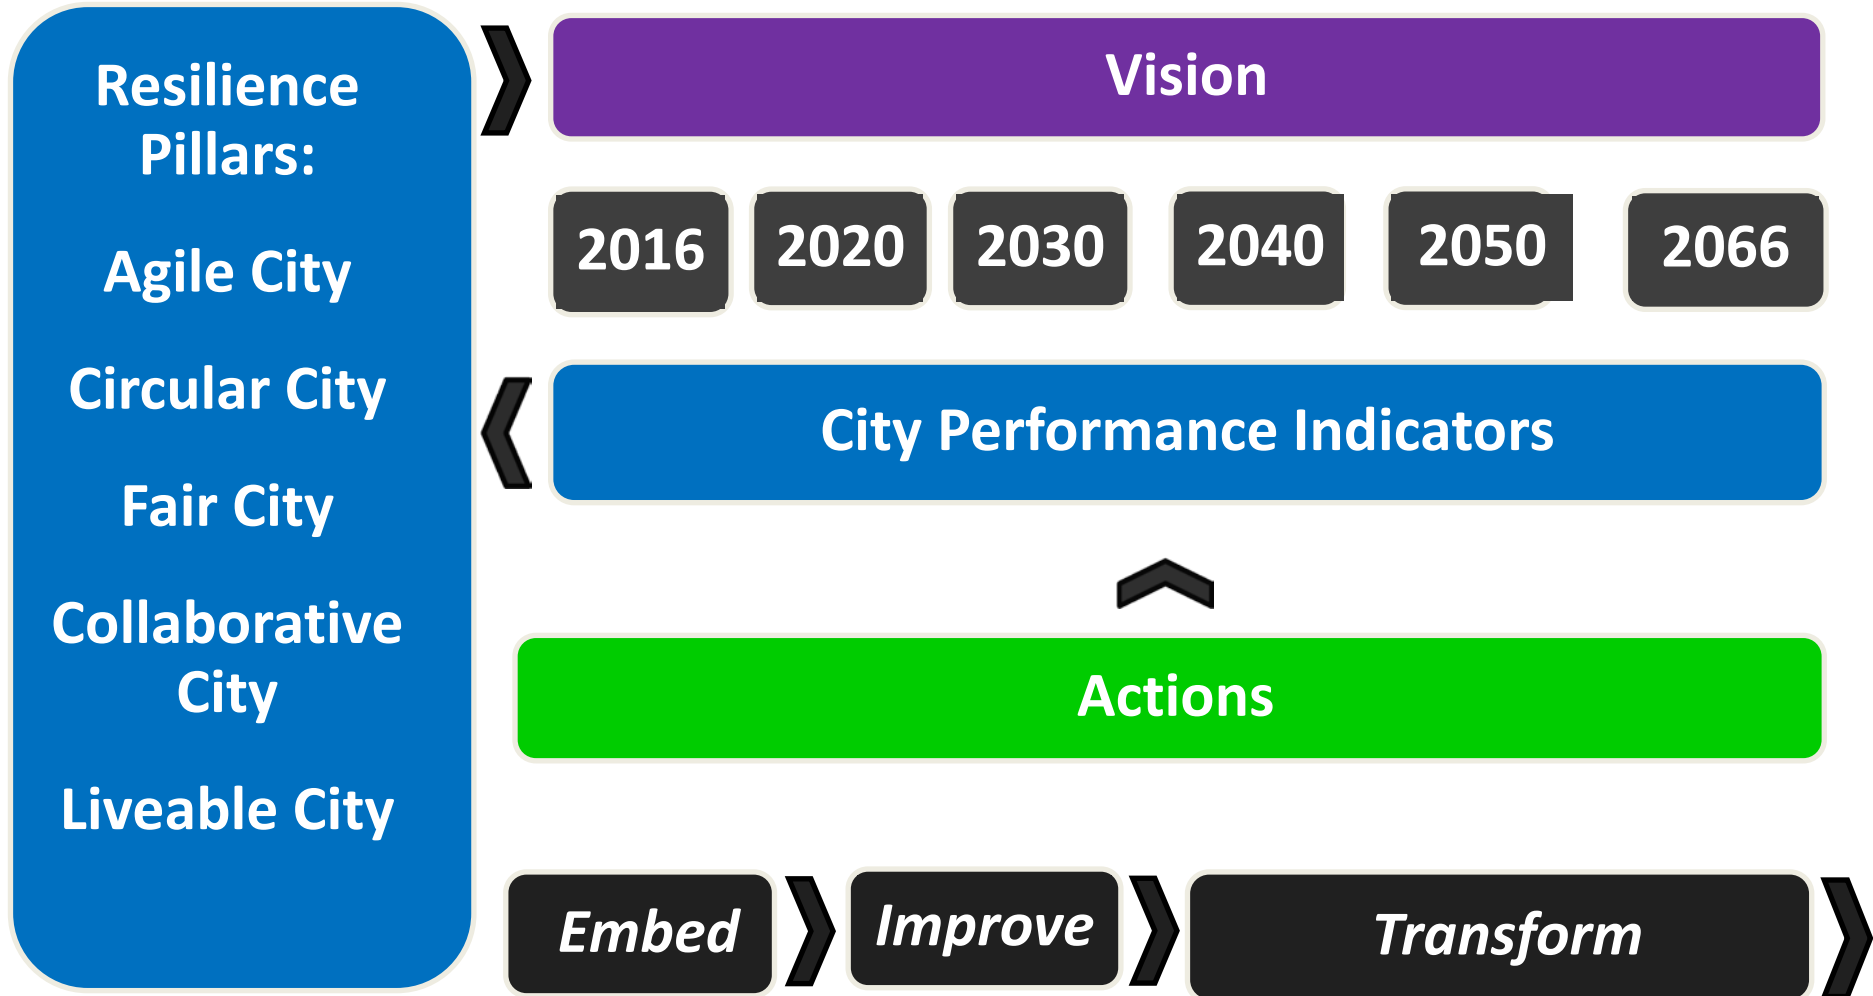 Resilience
Pillars:
Agile City
Circular City
Fair City
Collaborative
City
Liveable City
Vision
2016 2020 2030 2040 2050 2066
City Performance Indicators
Actions
Embed Improve Transform